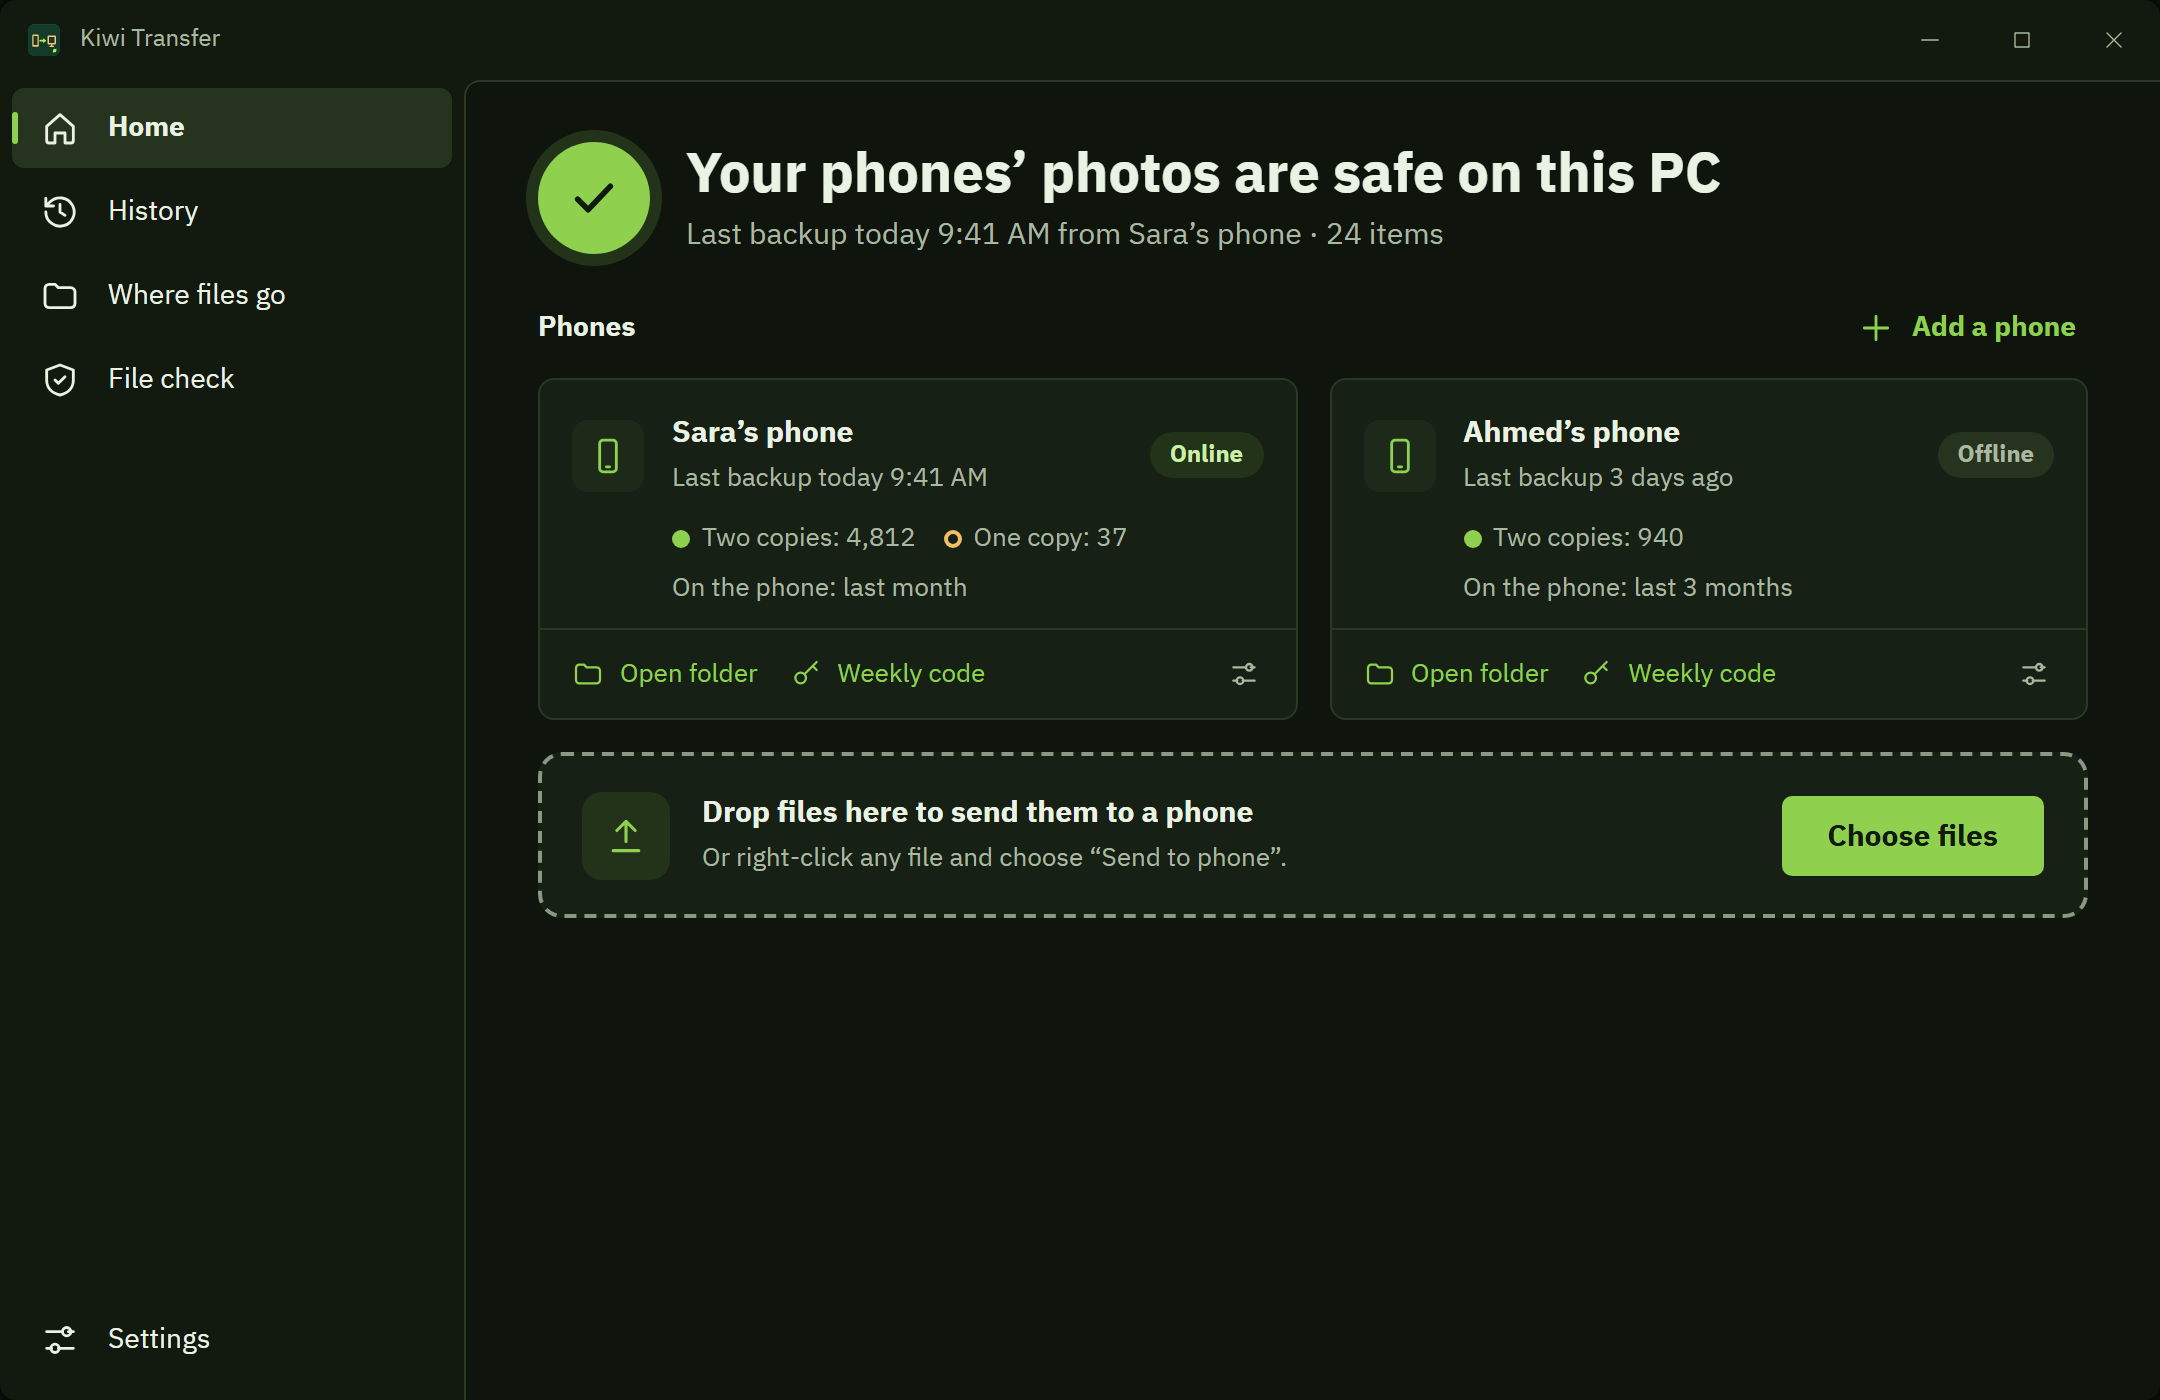 Kiwi Transfer
Home
History
Where files go
File check
Settings
Your phones’ photos are safe on this PC
Last backup today 9:41 AM from Sara’s phone · 24 items
Phones
Add a phone
Sara’s phone
Online
Last backup today 9:41 AM
Two copies: 4,812
One copy: 37
On the phone: last month
Open folder
Weekly code
Ahmed’s phone
Offline
Last backup 3 days ago
Two copies: 940
On the phone: last 3 months
Open folder
Weekly code
Drop files here to send them to a phone
Or right-click any file and choose “Send to phone”.
Choose files